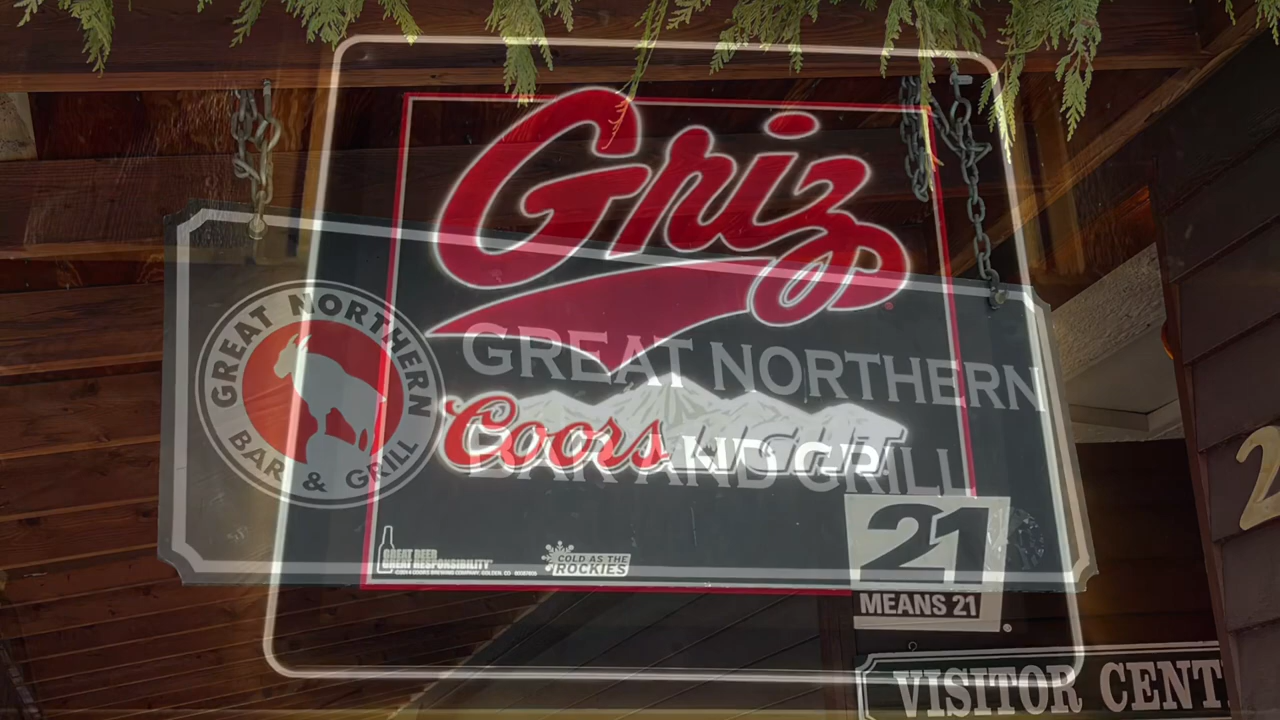 Griz
GREAT NORTHERN
BAR & GRILL
GREAT NORTHERN
BAR AND GRILL
Coors LIGHT
GREAT BEER
GREAT RESPONSIBILITY
COLD AS THE
ROCKIES
21
MEANS 21
VISITOR CENT
2